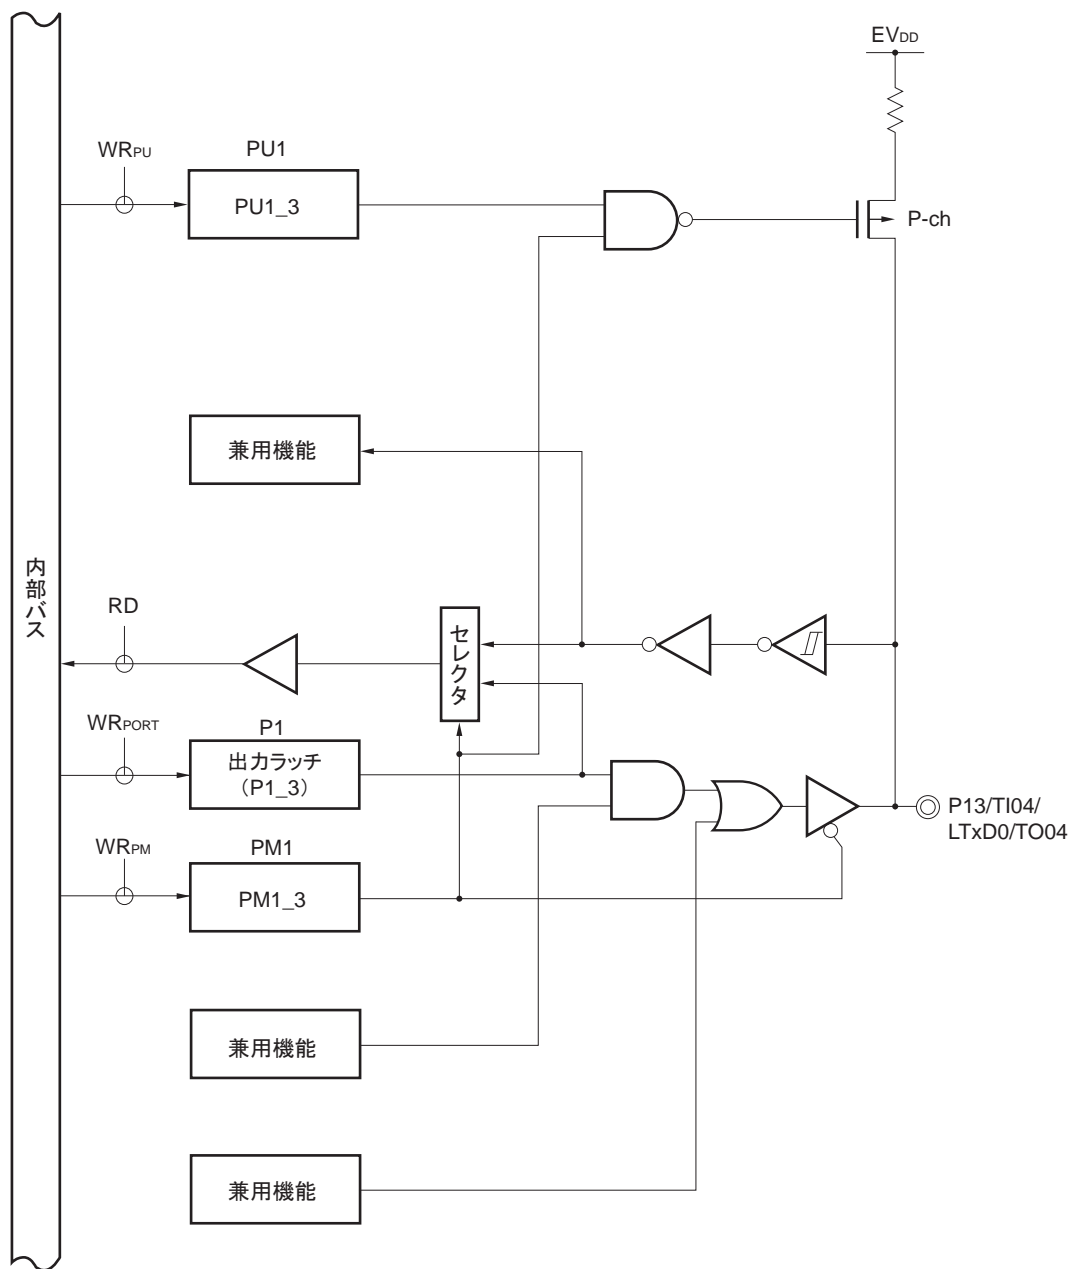 EVDD
WRPU
PU1
PU1_3
P-ch
兼用機能
内部バス
RD
セレクタ
WRPORT
P1
出力ラッチ
(P1_3)
P13/TI04/
LTxD0/TO04
WRPM
PM1
PM1_3
兼用機能
兼用機能